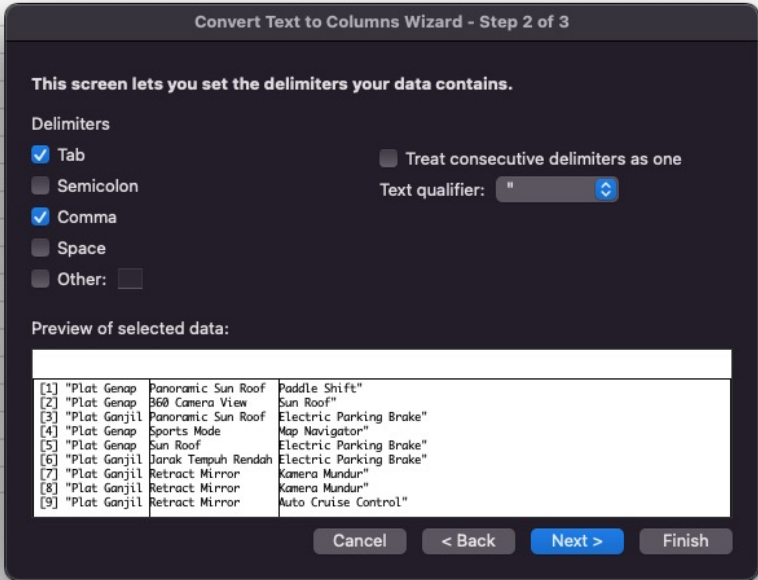 Convert Text to Columns Wizard - Step 2 of 3
This screen lets you set the delimiters your data contains.
Delimiters
Tab
Treat consecutive delimiters as one
Semicolon
Text qualifier: "
Comma
Space
Other:
Preview of selected data:
[1] "Plat Genap Panoramic Sun Roof Paddle Shift"
[2] "Plat Genap 360 Camera View Sun Roof"
[3] "Plat Ganjil Panoramic Sun Roof Electric Parking Brake"
[4] "Plat Genap Sports Mode Map Navigator"
[5] "Plat Genap Sun Roof Electric Parking Brake"
[6] "Plat Ganjil Jarak Tempuh Rendah Electric Parking Brake"
[7] "Plat Ganjil Retract Mirror Kamera Mundur"
[8] "Plat Ganjil Retract Mirror Kamera Mundur"
[9] "Plat Ganjil Retract Mirror Auto Cruise Control"
Cancel < Back Next > Finish